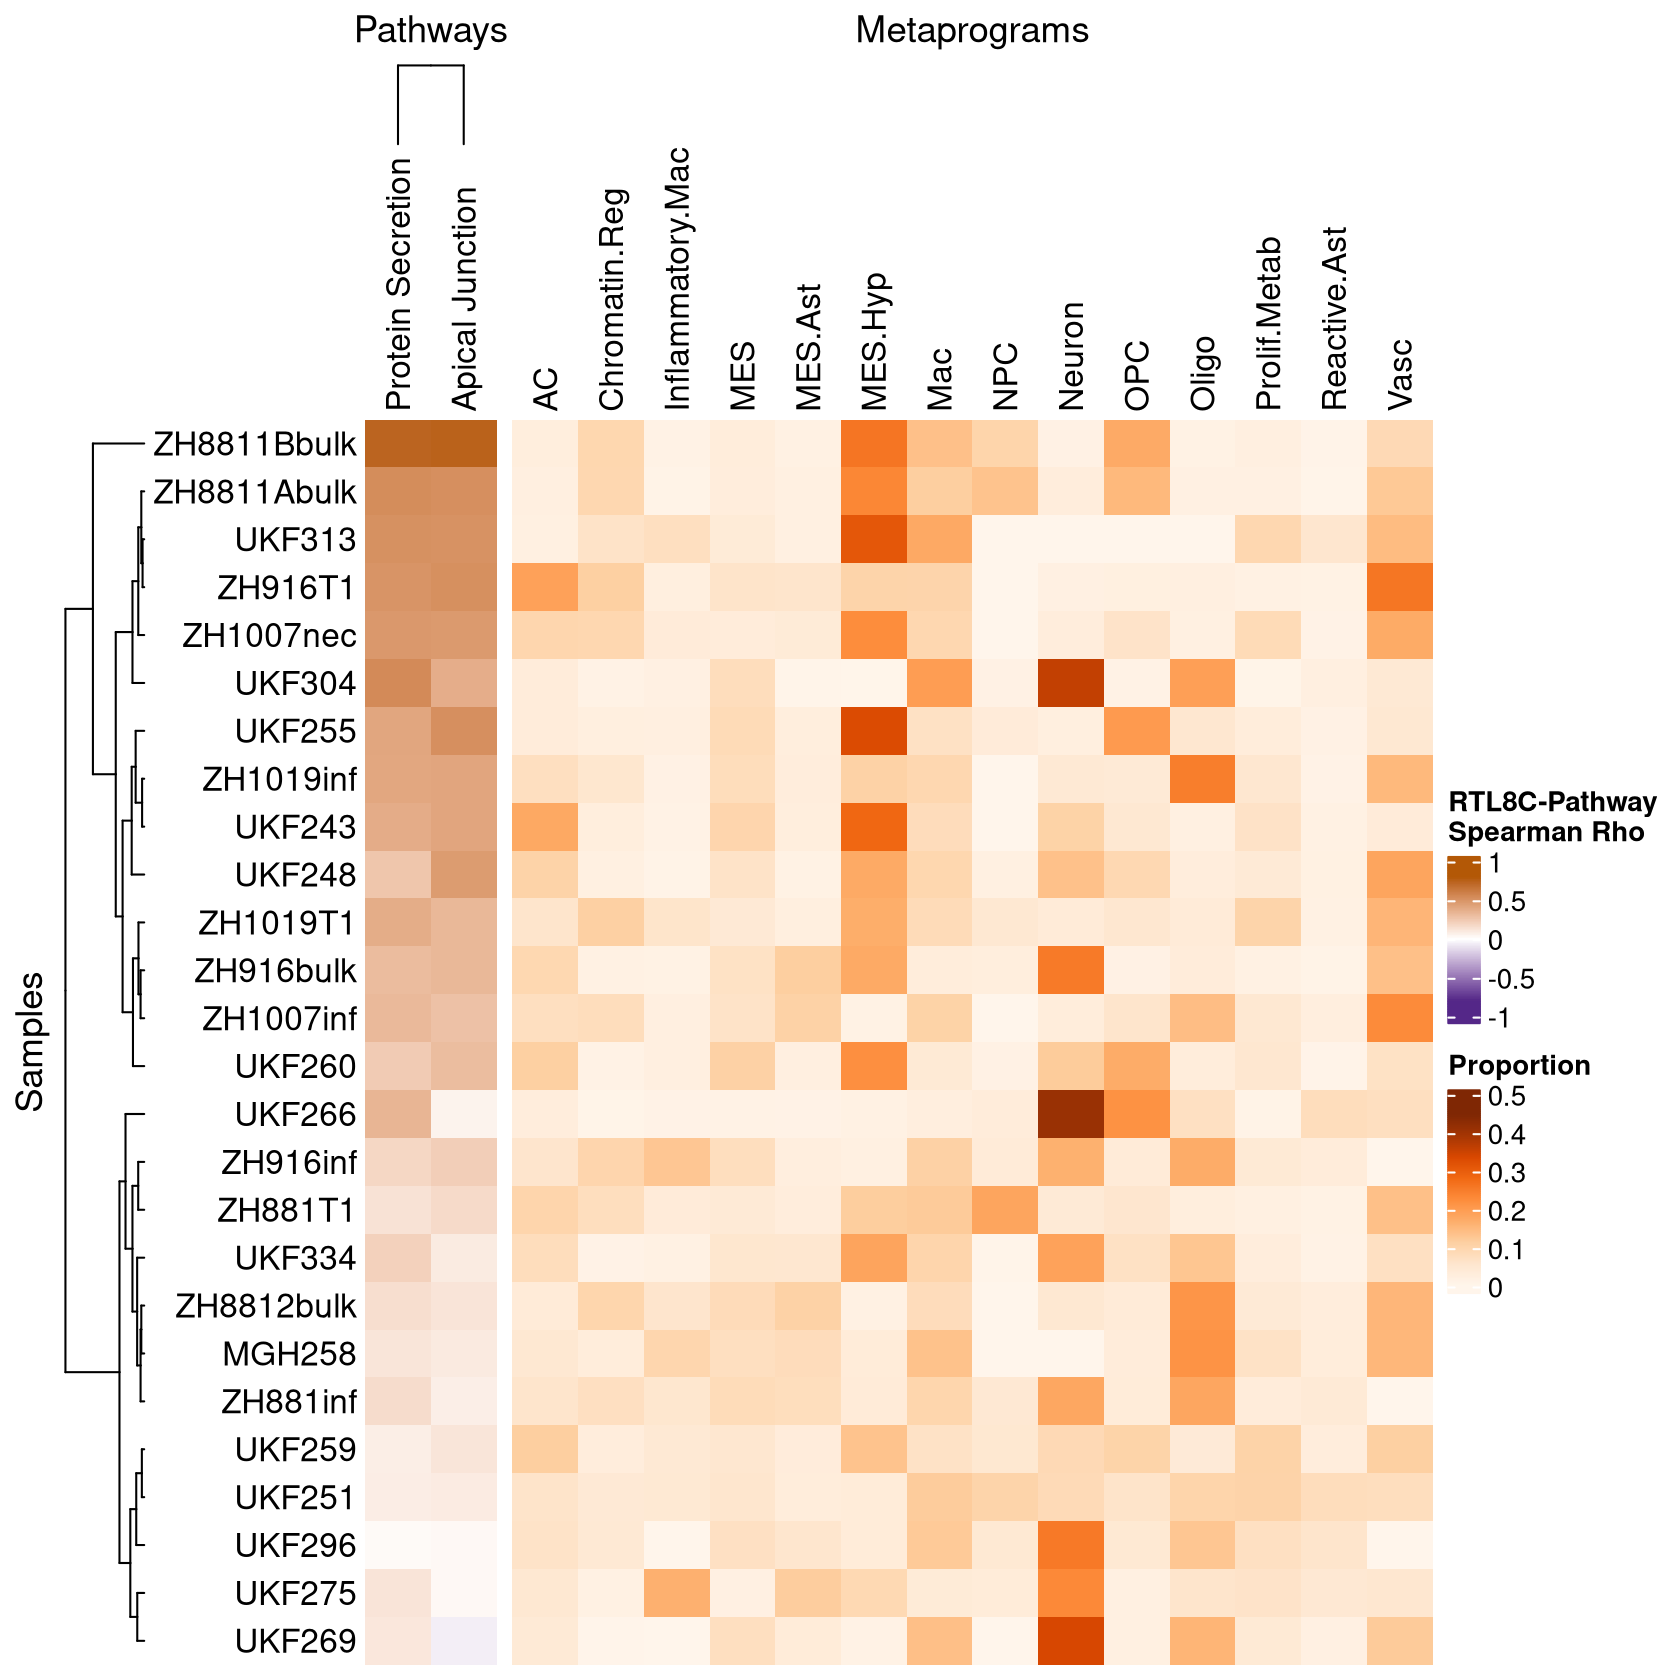 Pathways
Metaprograms
Protein Secretion
Apical Junction
AC
Chromatin.Reg
Inflammatory.Mac
MES
MES.Ast
MES.Hyp
Mac
NPC
Neuron
OPC
Oligo
Prolif.Metab
Reactive.Ast
Vasc
Samples
ZH8811Bbulk
ZH8811Abulk
UKF313
ZH916T1
ZH1007nec
UKF304
UKF255
ZH1019inf
UKF243
UKF248
ZH1019T1
ZH916bulk
ZH1007inf
UKF260
UKF266
ZH916inf
ZH881T1
UKF334
ZH8812bulk
MGH258
ZH881inf
UKF259
UKF251
UKF296
UKF275
UKF269
RTL8C-Pathway
Spearman Rho
1
0.5
0
-0.5
-1
Proportion
0.5
0.4
0.3
0.2
0.1
0